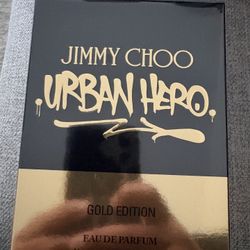 JIMMY CHOO
URBAN HERO.
GOLD EDITION
EAU DE PARFUM